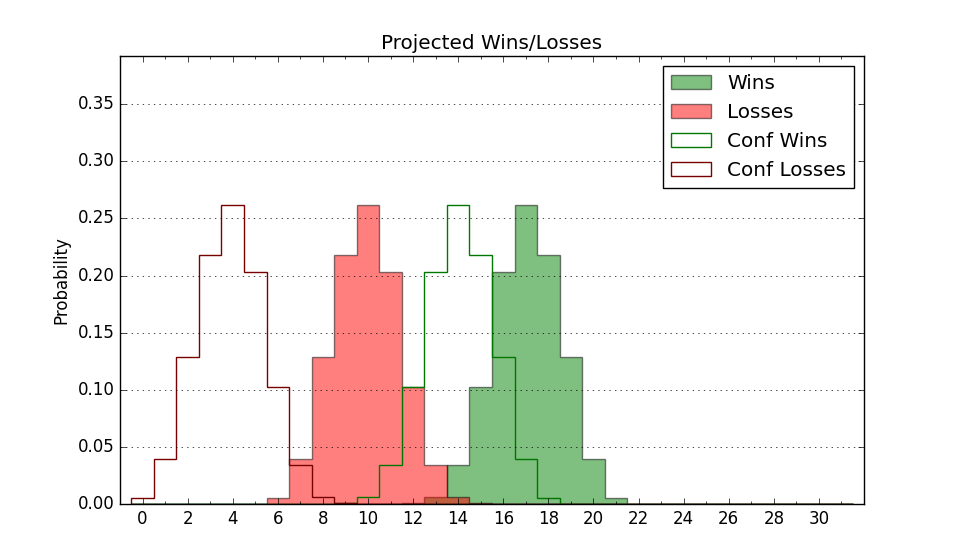 Projected Wins/Losses
Wins
Losses
Conf Wins
Conf Losses
Probability
0.35
0.30
0.25
0.20
0.15
0.10
0.05
0.00
0 2 4 6 8 10 12 14 16 18 20 22 24 26 28 30